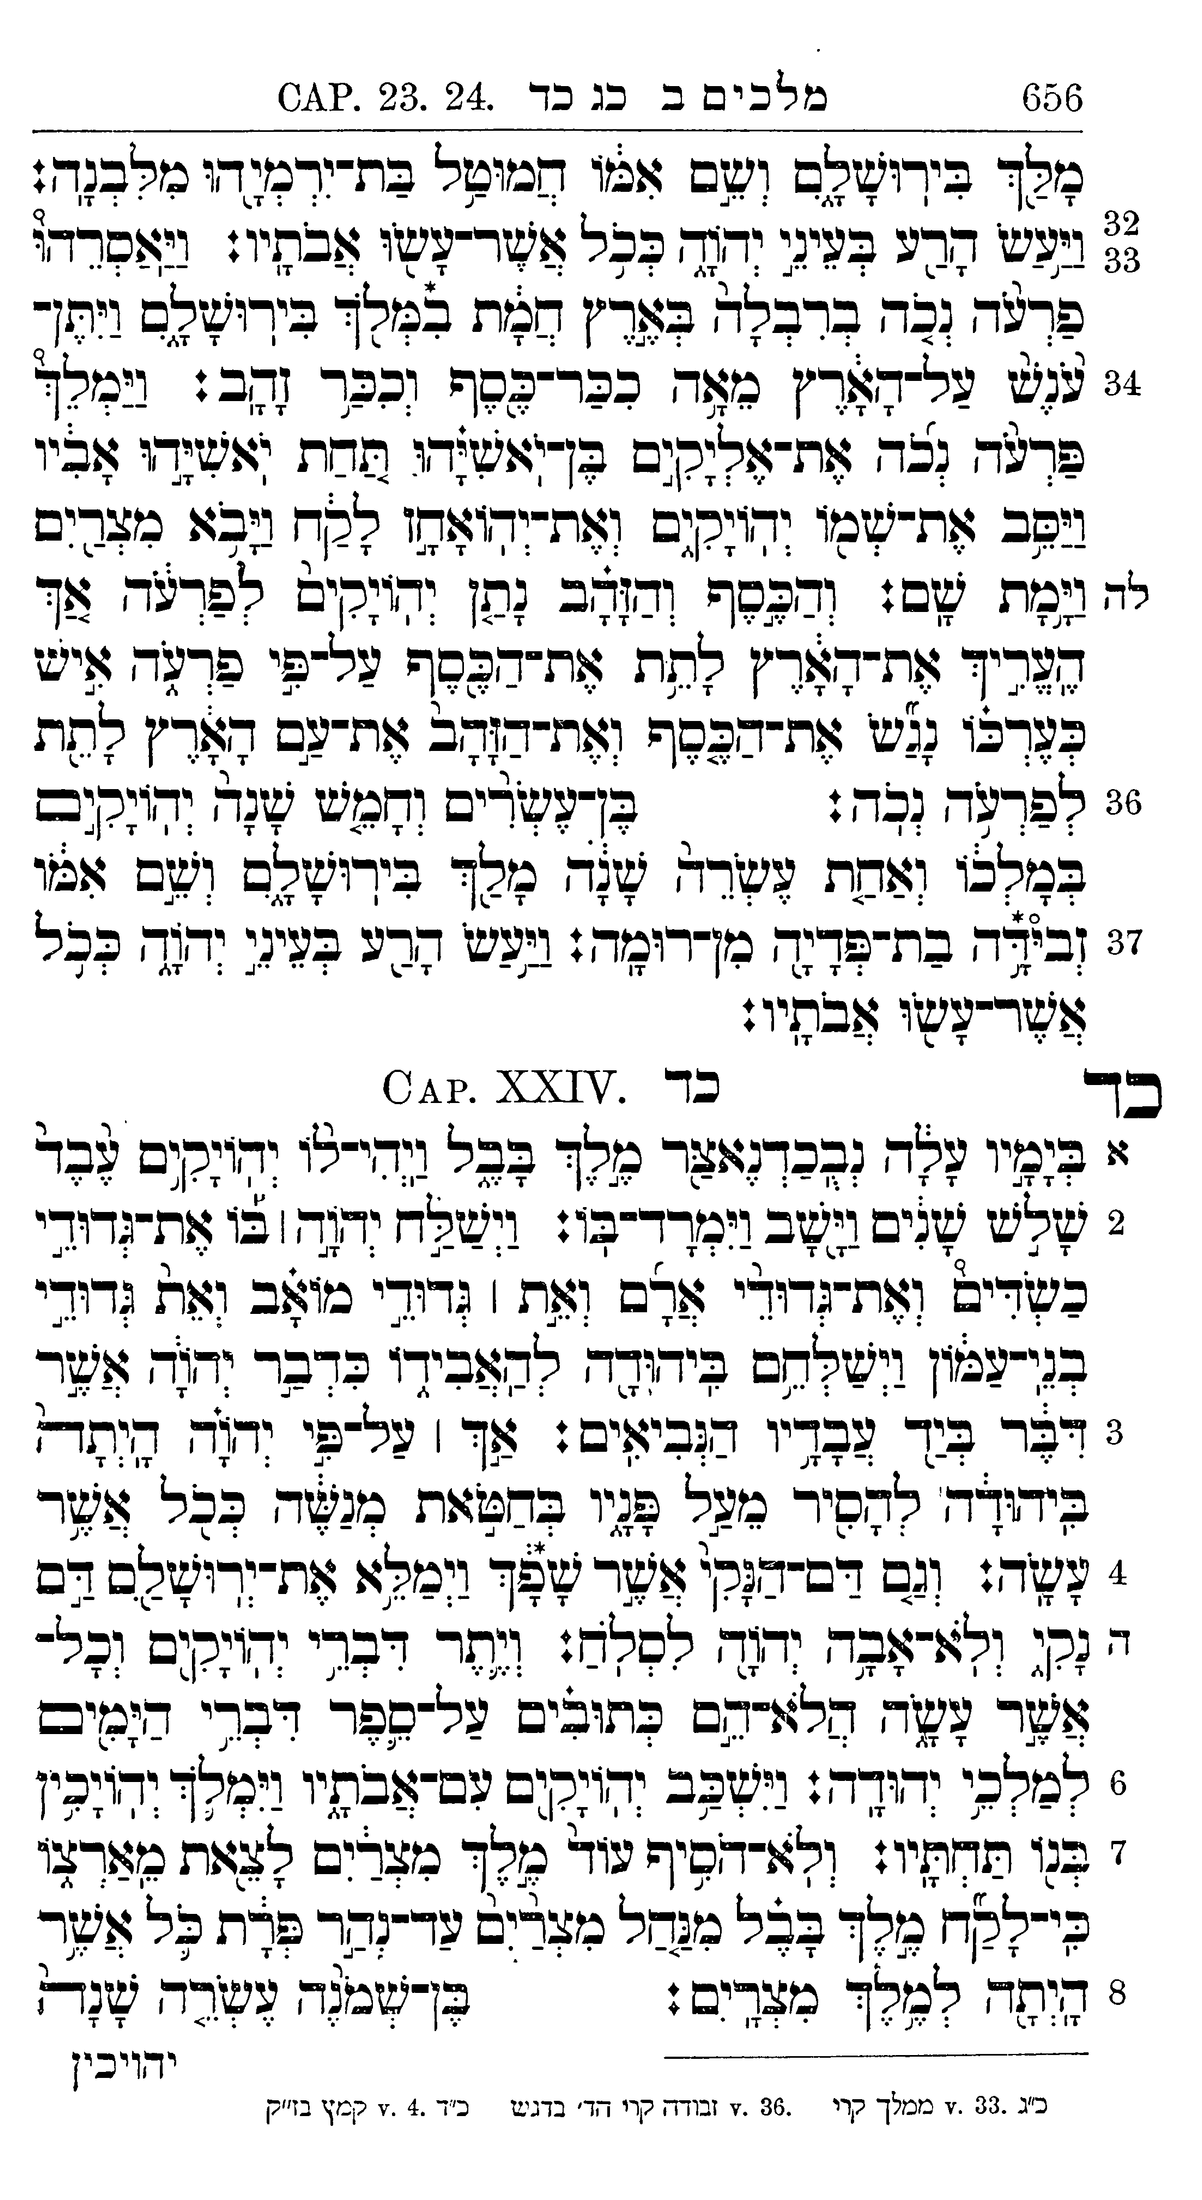 656 מלכים ב כג כד CAP. 23. 24.
מָלַ֖ךְ בִּירֽוּשָׁלִָ֑ם וְשֵׁ֣ם אִמּ֔וֹ חֲמוּטַ֥ל בַּת־יִרְמְיָ֖הוּ מִלִּבְנָֽה׃
32 33 וַיַּ֥עַשׂ הָרַ֖ע בְּעֵינֵ֣י יְהוָ֑ה כְּכֹ֥ל אֲשֶׁר־עָשׂ֖וּ אֲבֹתָֽיו׃ וַיַּאַסְרֵהוּ֩
פַרְעֹ֨ה נְכֹ֤ה בְרִבְלָה֙ בְּאֶ֣רֶץ חֲמָ֔ת בִּ֯מְּלֹ֖ךְ בִּירֽוּשָׁלִָ֑ם וַיִּתֶּן־
34 עֹ֨נֶשׁ֙ עַל־הָאָ֔רֶץ מֵאָ֥ה כִכַּר־כֶּ֖סֶף וְכִכַּ֥ר זָהָֽב׃ וַיַּמְלֵךְ֩
פַּרְעֹ֨ה נְכֹ֜ה אֶת־אֶלְיָקִ֣ים בֶּן־יֹאשִׁיָּ֗הוּ תַּ֚חַת יֹאשִׁיָּ֣הוּ אָבִ֔יו
וַיַּסֵּ֥ב אֶת־שְׁמ֖וֹ יְהוֹיָקִ֑ים וְאֶת־יְהוֹאָחָ֣ז לָקַ֔ח וַיָּבֹ֥א מִצְרַ֖יִם
לה וַיָּ֥מָת שָֽׁם׃ וְהַכֶּ֣סֶף וְהַזָּהָ֗ב נָתַ֤ן יְהוֹיָקִים֙ לְפַרְעֹ֔ה אַ֚ךְ
הֶעֱרִ֣יךְ אֶת־הָאָ֔רֶץ לָתֵ֥ת אֶת־הַכֶּ֖סֶף עַל־פִּ֣י פַרְעֹ֑ה אִ֣ישׁ
כְּעֶרְכּ֗וֹ נָגַ֞שׂ אֶת־הַכֶּ֤סֶף וְאֶת־הַזָּהָב֙ אֶת־עַ֣ם הָאָ֔רֶץ לָתֵ֖ת
36 לְפַרְעֹ֥ה נְכֹֽה׃ בֶּן־עֶשְׂרִ֨ים וְחָמֵ֤שׁ שָׁנָה֙ יְהוֹיָקִ֣ים
בְּמָלְכ֔וֹ וְאַחַ֤ת עֶשְׂרֵה֙ שָׁנָ֔ה מָלַ֖ךְ בִּירֽוּשָׁלִָ֑ם וְשֵׁ֣ם אִמּ֔וֹ
37 זְבוּדָּ֥ה בַת־פְּדָיָ֖ה מִן־רוּמָֽה׃ וַיַּ֥עַשׂ הָרַ֖ע בְּעֵינֵ֣י יְהוָ֑ה כְּכֹ֥ל
אֲשֶׁר־עָשׂ֖וּ אֲבֹתָֽיו׃
כד כד CAP. XXIV.
א בְּיָמָ֣יו עָלָ֔ה נְבֻכַדְנֶאצַּ֖ר מֶ֣לֶךְ בָּבֶ֑ל וַיְהִי־ל֨וֹ יְהוֹיָקִ֥ים עֶ֨בֶד֙
2 שָׁלֹ֣שׁ שָׁנִ֔ים וַיָּ֖שָׁב וַיִּמְרָד־בּֽוֹ׃ וַיְשַׁלַּ֣ח יְהוָ֣ה ׀ בּ֡וֹ אֶת־גְּדוּדֵ֣י
כַשְׂדִּים֩ וְאֶת־גְּדוּדֵ֨י אֲרָ֜ם וְאֵ֣ת ׀ גְּדוּדֵ֣י מוֹאָ֗ב וְאֵת֙ גְּדוּדֵ֣י
בְנֵֽי־עַמּ֔וֹן וַיְשַׁלְּחֵ֥ם בִּיהוּדָ֖ה לְהַאֲבִיד֑וֹ כִּדְבַ֣ר יְהוָ֔ה אֲשֶׁ֣ר
3 דִּבֶּ֔ר בְּיַ֖ד עֲבָדָ֥יו הַנְּבִיאִֽים׃ אַ֣ךְ ׀ עַל־פִּ֣י יְהוָ֗ה הָֽיְתָה֙
בִּֽיהוּדָ֔ה לְהָסִ֖יר מֵעַ֣ל פָּנָ֑יו בְּחַטֹּ֣את מְנַשֶּׁ֔ה כְּכֹ֖ל אֲשֶׁ֥ר
4 עָשָֽׂה׃ וְגַ֤ם דַּם־הַנָּקִי֙ אֲשֶׁ֣ר שָׁפָ֔ךְ וַיְמַלֵּ֥א אֶת־יְרוּשָׁלִַ֖ם דָּ֣ם
ה נָקִ֑י וְלֹֽא־אָבָ֥ה יְהוָ֖ה לִסְלֹֽחַ׃ וְיֶ֛תֶר דִּבְרֵ֥י יְהוֹיָקִ֖ים וְכָל־
אֲשֶׁ֣ר עָשָׂ֑ה הֲלֹא־הֵ֣ם כְּתוּבִ֗ים עַל־סֵ֛פֶר דִּבְרֵ֥י הַיָּמִ֖ים
6 לְמַלְכֵ֥י יְהוּדָֽה׃ וַיִּשְׁכַּ֥ב יְהוֹיָקִ֖ים עִם־אֲבֹתָ֑יו וַיִּמְלֹ֛ךְ יְהוֹיָכִ֥ין
7 בְּנ֖וֹ תַּחְתָּֽיו׃ וְלֹֽא־הֹסִ֥יף עוֹד֙ מֶ֣לֶךְ מִצְרַ֔יִם לָצֵ֖את מֵאַרְצ֑וֹ
כִּֽי־לָקַ֞ח מֶ֣לֶךְ בָּבֶ֗ל מִנַּ֤חַל מִצְרַ֨יִם֙ עַד־נְהַר־פְּרָ֔ת כֹּ֛ל אֲשֶׁ֥ר
8 הָיְתָ֖ה לְמֶ֥לֶךְ מִצְרָֽיִם׃ בֶּן־שְׁמֹנֶ֨ה עֶשְׂרֵ֤ה שָׁנָה֙
יהויכין
כ״ג v. 33. ממלך קרי v. 36. זבודה קרי הד׳ בדגש כ״ד v. 4. קמץ בז״ק